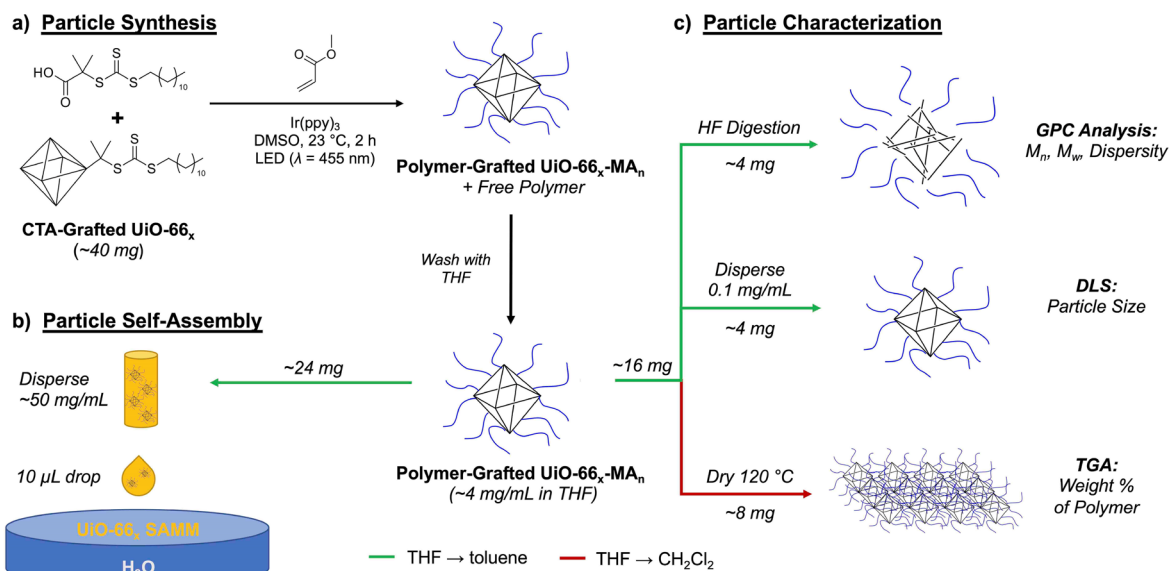 a) Particle Synthesis
HO
O
S
S
S
10
+
S
S
S
10
CTA-Grafted UiO-66x
(~40 mg)
O
O
Ir(ppy)3
DMSO, 23 °C, 2 h
LED (λ = 455 nm)
Polymer-Grafted UiO-66x-MAn
+ Free Polymer
Wash with
THF
Polymer-Grafted UiO-66x-MAn
(~4 mg/mL in THF)
b) Particle Self-Assembly
~24 mg
Disperse
~50 mg/mL
10 µL drop
UiO-66x SAMM
H2O
c) Particle Characterization
~16 mg
HF Digestion
~4 mg
GPC Analysis:
Mn, Mw, Dispersity
Disperse
0.1 mg/mL
~4 mg
DLS:
Particle Size
Dry 120 °C
~8 mg
TGA:
Weight %
of Polymer
THF → toluene
THF → CH2Cl2